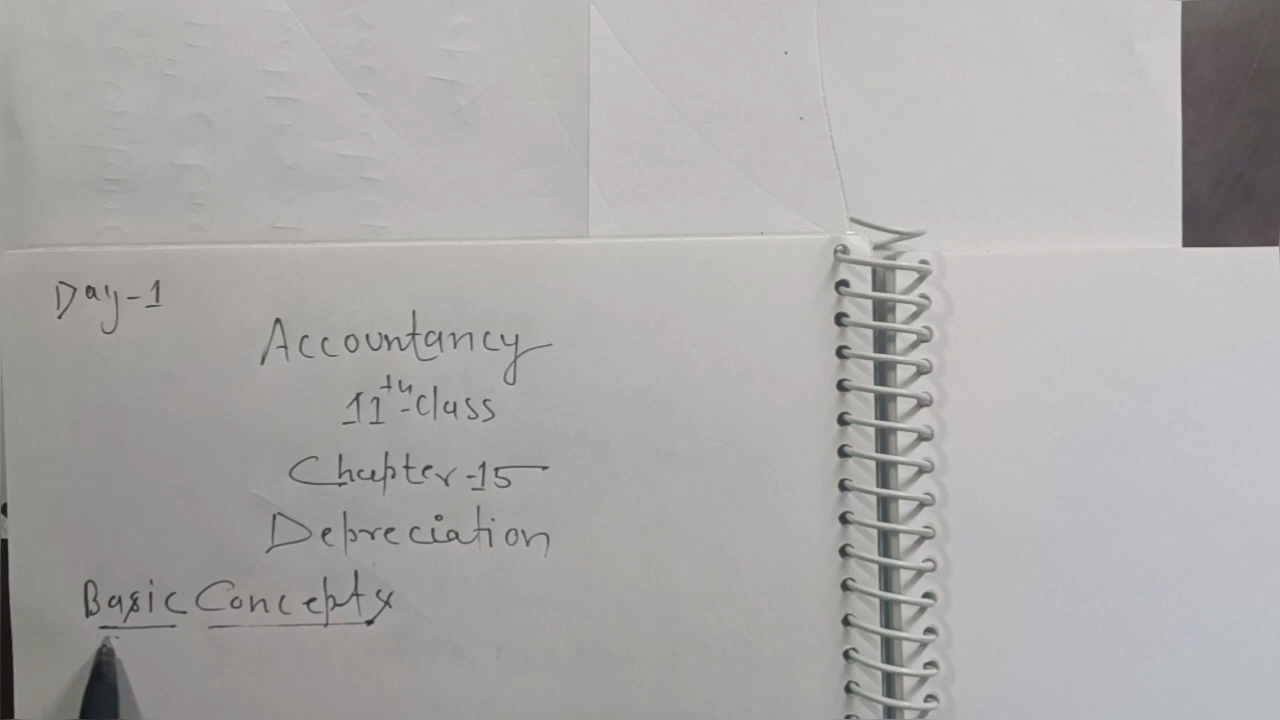 Day-1
Accountancy
11th-class
Chapter-15
Depreciation
Basic Concepts